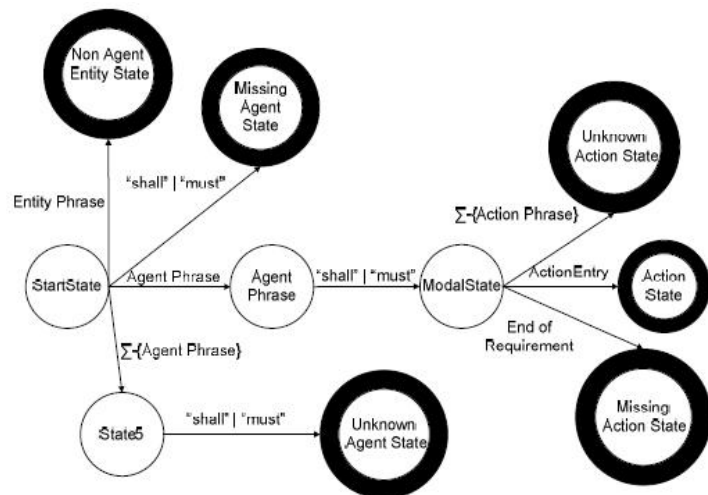 Non Agent
Entity State
Missing
Agent
State
Unknown
Action State
"shall" | "must"
Entity Phrase
∑-{Action Phrase}
StartState
Agent Phrase
Agent
Phrase
"shall" | "must"
ModalState
ActionEntry
Action
State
∑-{Agent Phrase}
End of
Requirement
State5
"shall" | "must"
Unknown
Agent State
Missing
Action State